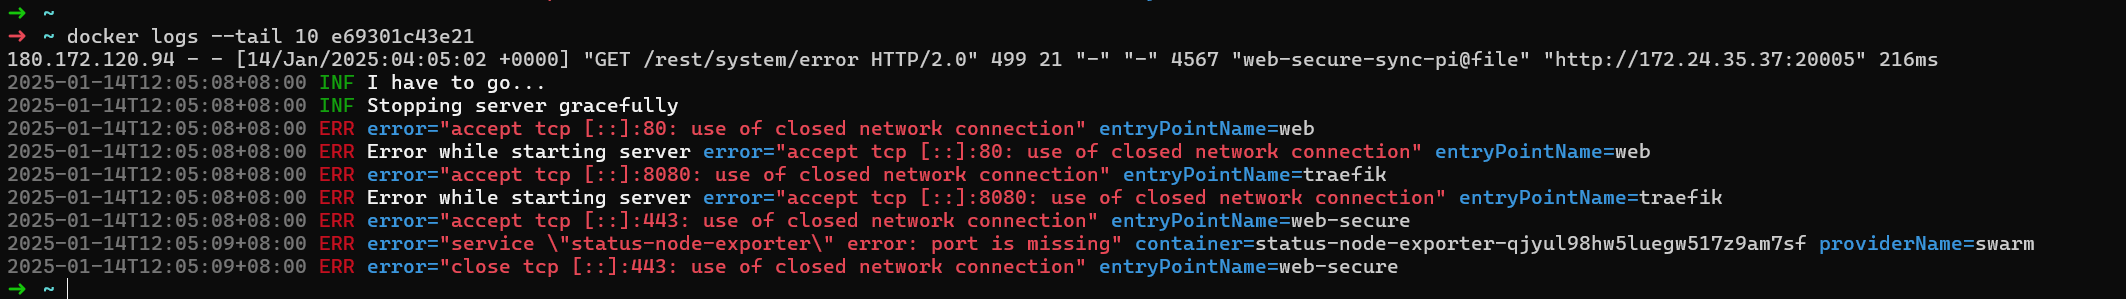 ➜ ~
➜ ~ docker logs --tail 10 e69301c43e21
180.172.120.94 - - [14/Jan/2025:04:05:02 +0000] "GET /rest/system/error HTTP/2.0" 499 21 "-" "-" 4567 "web-secure-sync-pi@file" "http://172.24.35.37:20005" 216ms
2025-01-14T12:05:08+08:00 INF I have to go...
2025-01-14T12:05:08+08:00 INF Stopping server gracefully
2025-01-14T12:05:08+08:00 ERR error="accept tcp [::]:80: use of closed network connection" entryPointName=web
2025-01-14T12:05:08+08:00 ERR Error while starting server error="accept tcp [::]:80: use of closed network connection" entryPointName=web
2025-01-14T12:05:08+08:00 ERR error="accept tcp [::]:8080: use of closed network connection" entryPointName=traefik
2025-01-14T12:05:08+08:00 ERR Error while starting server error="accept tcp [::]:8080: use of closed network connection" entryPointName=traefik
2025-01-14T12:05:08+08:00 ERR error="accept tcp [::]:443: use of closed network connection" entryPointName=web-secure
2025-01-14T12:05:09+08:00 ERR error="service \"status-node-exporter\" error: port is missing" container=status-node-exporter-qjyul98hw5luegw517z9am7sf providerName=swarm
2025-01-14T12:05:09+08:00 ERR error="close tcp [::]:443: use of closed network connection" entryPointName=web-secure
➜ ~